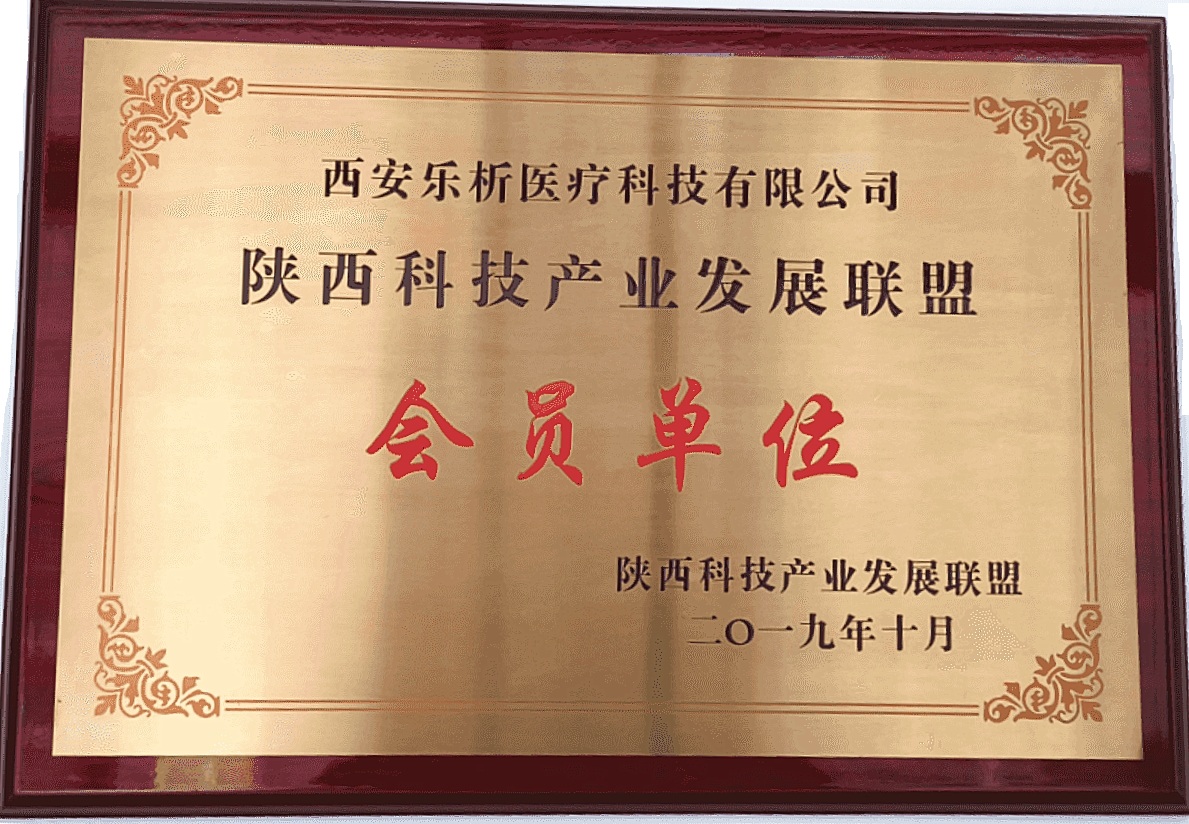 西安乐析医疗科技有限公司
陕西科技产业发展联盟
会员单位
陕西科技产业发展联盟
二〇一九年十月